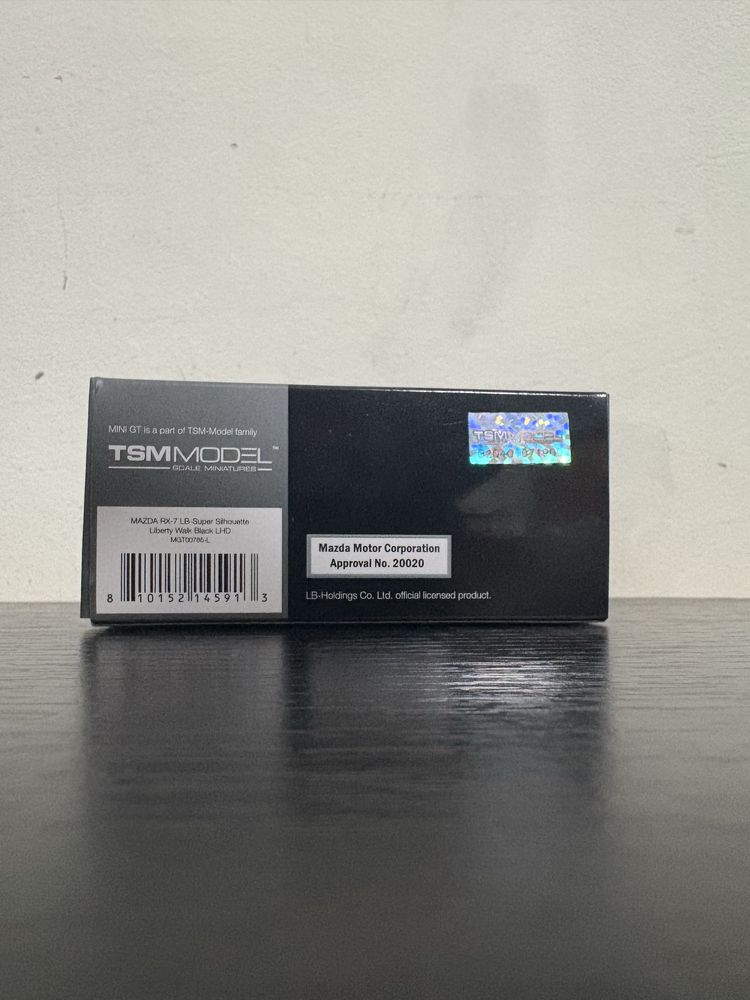 MINI GT is a part of TSM-Model family
TSMMODEL™
SCALE MINIATURES
MAZDA RX-7 LB-Super Silhouette
Liberty Walk Black LHD
MGT00785-L
8 10152 14591 3
TSMMODEL
Mazda Motor Corporation
Approval No. 20020
LB-Holdings Co. Ltd. official licensed product.